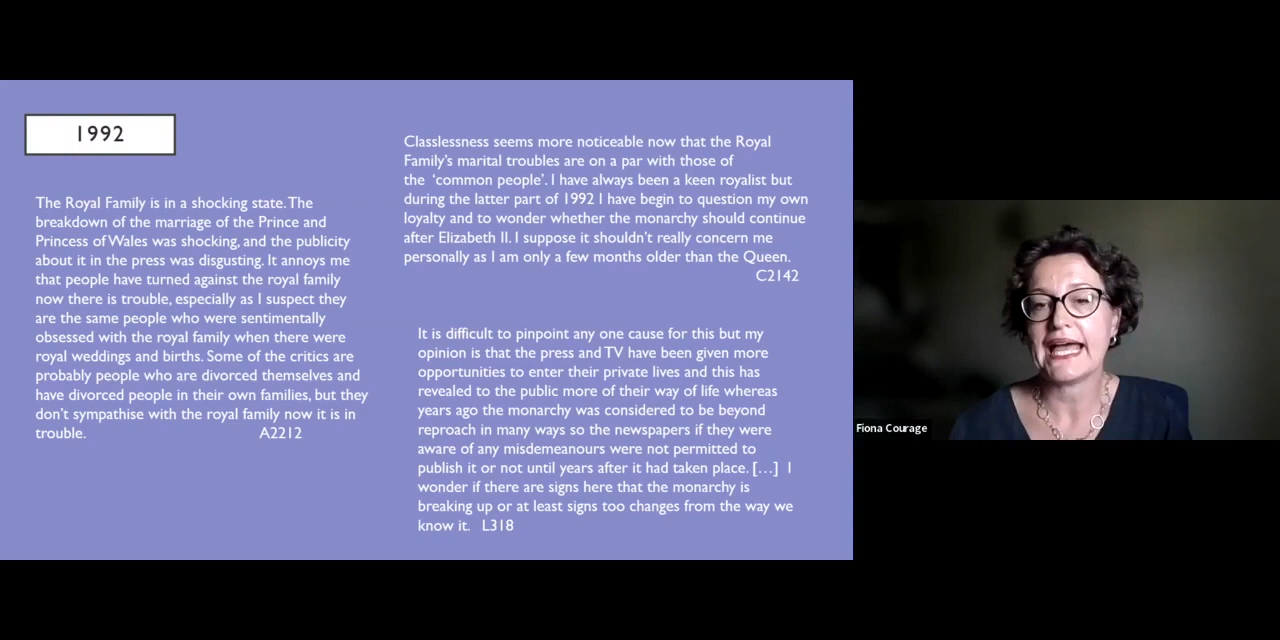 1992
The Royal Family is in a shocking state. The
breakdown of the marriage of the Prince and
Princess of Wales was shocking, and the publicity
about it in the press was disgusting. It annoys me
that people have turned against the royal family
now there is trouble, especially as I suspect they
are the same people who were sentimentally
obsessed with the royal family when there were
royal weddings and births. Some of the critics are
probably people who are divorced themselves and
have divorced people in their own families, but they
don't sympathise with the royal family now it is in
trouble. A2212
Classlessness seems more noticeable now that the Royal
Family's marital troubles are on a par with those of
the 'common people'. I have always been a keen royalist but
during the latter part of 1992 I have begin to question my own
loyalty and to wonder whether the monarchy should continue
after Elizabeth II. I suppose it shouldn't really concern me
personally as I am only a few months older than the Queen.
C2142
It is difficult to pinpoint any one cause for this but my
opinion is that the press and TV have been given more
opportunities to enter their private lives and this has
revealed to the public more of their way of life whereas
years ago the monarchy was considered to be beyond
reproach in many ways so the newspapers if they were
aware of any misdemeanours were not permitted to
publish it or not until years after it had taken place. [...] I
wonder if there are signs here that the monarchy is
breaking up or at least signs too changes from the way we
know it. L318
Fiona Courage